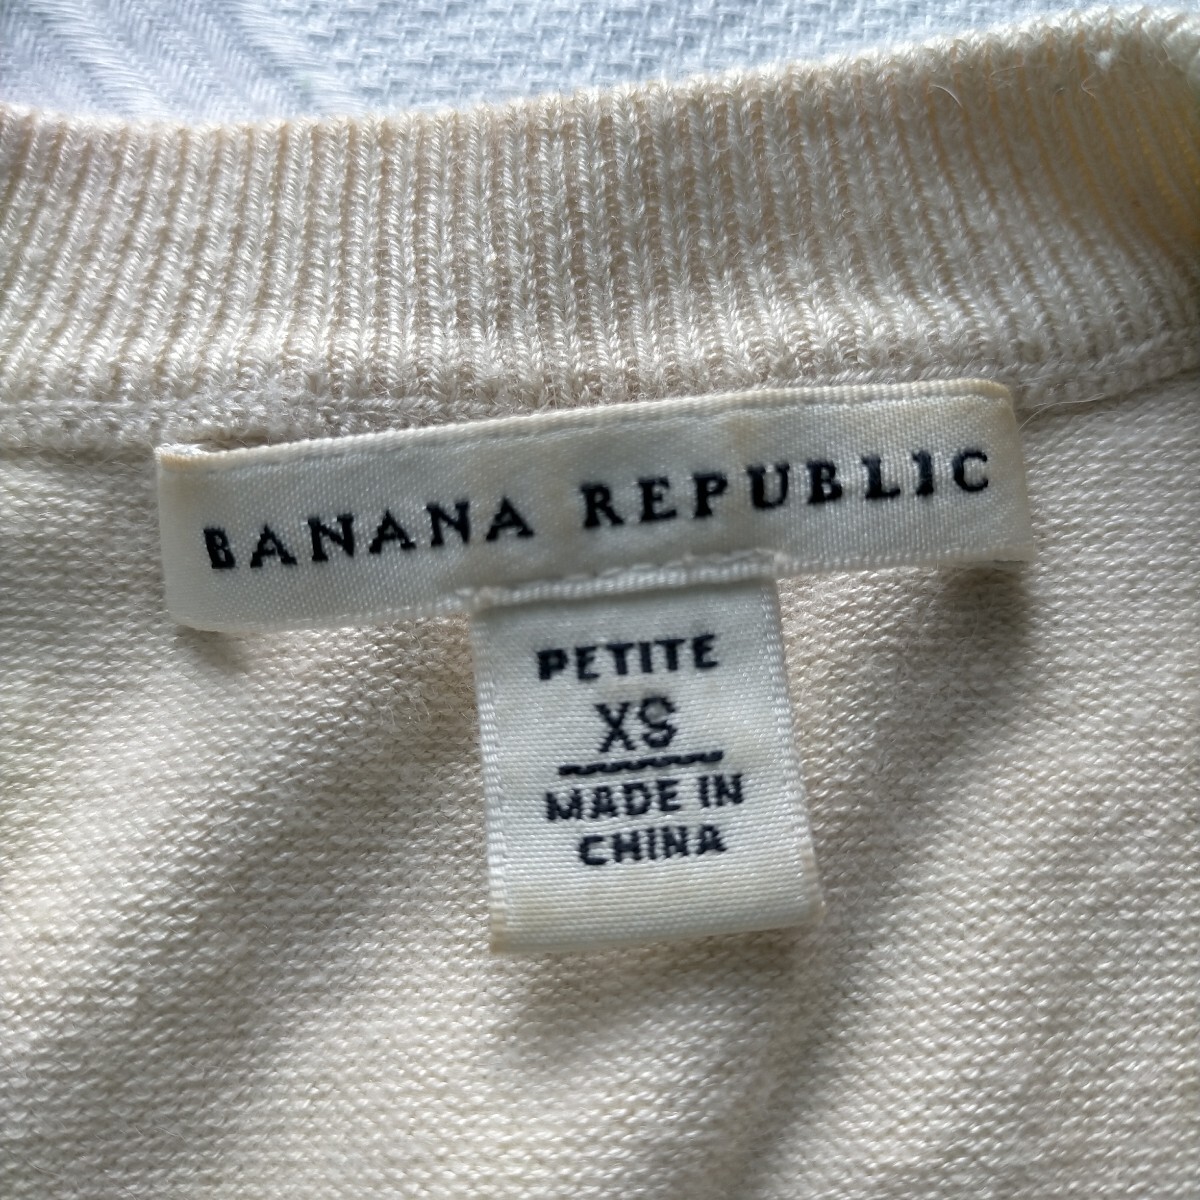 BANANA REPUBLIC
PETITE
XS
MADE IN
CHINA